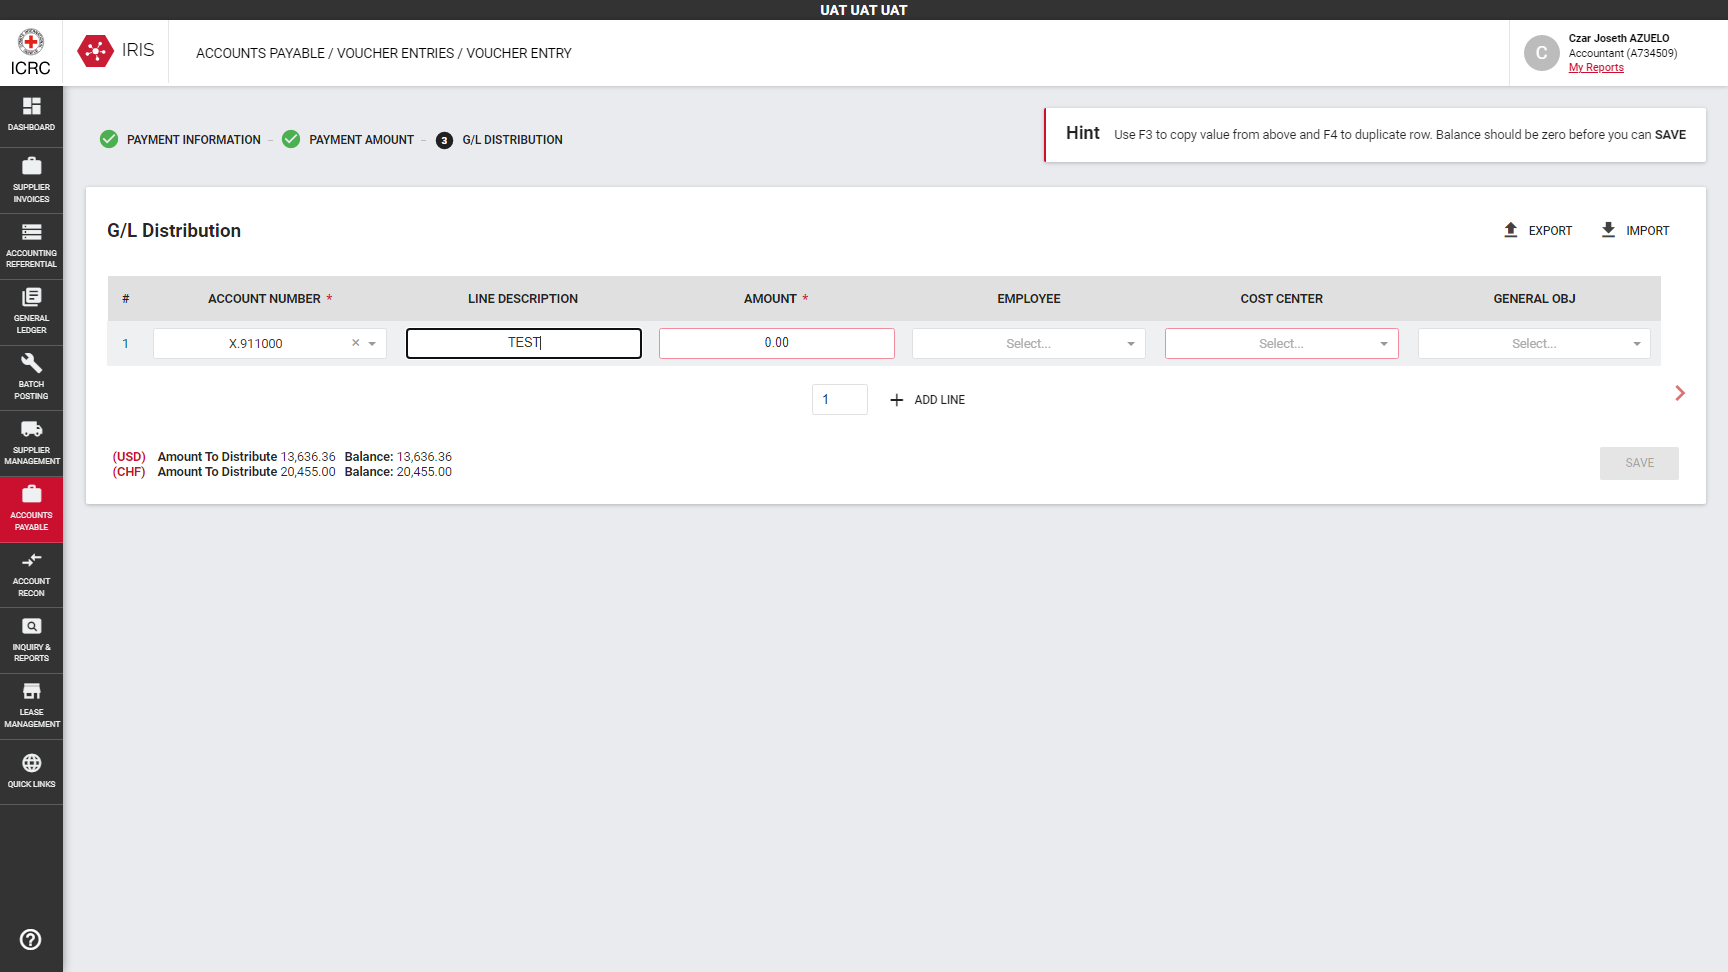 UAT UAT UAT
ICRC
IRIS
ACCOUNTS PAYABLE / VOUCHER ENTRIES / VOUCHER ENTRY
C
Czar Joseth AZUELO
Accountant (A734509)
My Reports
DASHBOARD
SUPPLIER
INVOICES
ACCOUNTING
REFERENTIAL
GENERAL
LEDGER
BATCH
POSTING
SUPPLIER
MANAGEMENT
ACCOUNTS
PAYABLE
ACCOUNT
RECON
INQUIRY &
REPORTS
LEASE
MANAGEMENT
QUICK LINKS
PAYMENT INFORMATION – PAYMENT AMOUNT – 3 G/L DISTRIBUTION
Hint Use F3 to copy value from above and F4 to duplicate row. Balance should be zero before you can SAVE
G/L Distribution
EXPORT IMPORT
# ACCOUNT NUMBER * LINE DESCRIPTION AMOUNT * EMPLOYEE COST CENTER GENERAL OBJ
1 X.911000 × TEST 0.00 Select... Select... Select...
1 + ADD LINE
(USD) Amount To Distribute 13,636.36 Balance: 13,636.36
(CHF) Amount To Distribute 20,455.00 Balance: 20,455.00
SAVE